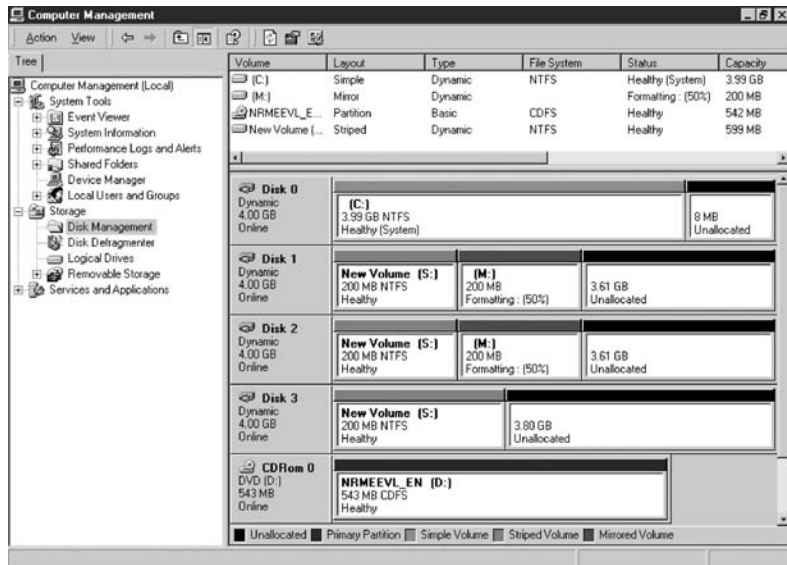 Computer Management
Action View
Tree
Computer Management (Local)
System Tools
Event Viewer
System Information
Performance Logs and Alerts
Shared Folders
Device Manager
Local Users and Groups
Storage
Disk Management
Disk Defragmenter
Logical Drives
Removable Storage
Services and Applications
Volume Layout Type File System Status Capacity
(C:) Simple Dynamic NTFS Healthy (System) 3.99 GB
(M:) Mirror Dynamic Formatting : (50%) 200 MB
NRMEEVL_E... Partition Basic CDFS Healthy 542 MB
New Volume (... Striped Dynamic NTFS Healthy 599 MB
Disk 0
Dynamic
4.00 GB
Online
(C:)
3.99 GB NTFS
Healthy (System)
8 MB
Unallocated
Disk 1
Dynamic
4.00 GB
Online
New Volume (S:)
200 MB NTFS
Healthy
(M:)
200 MB
Formatting : (50%)
3.61 GB
Unallocated
Disk 2
Dynamic
4.00 GB
Online
New Volume (S:)
200 MB NTFS
Healthy
(M:)
200 MB
Formatting : (50%)
3.61 GB
Unallocated
Disk 3
Dynamic
4.00 GB
Online
New Volume (S:)
200 MB NTFS
Healthy
3.80 GB
Unallocated
CDRom 0
DVD (D:)
543 MB
Online
NRMEEVL_EN (D:)
543 MB CDFS
Healthy
Unallocated Primary Partition Simple Volume Striped Volume Mirrored Volume